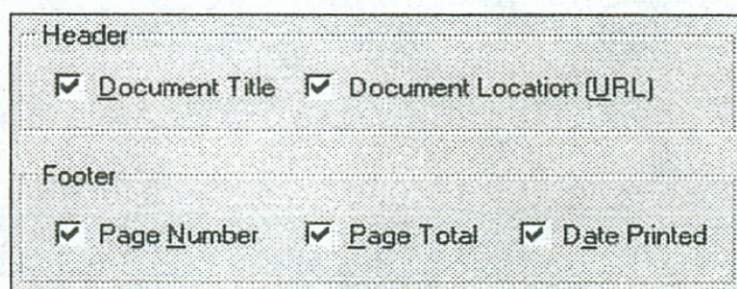 Header
Document Title Document Location (URL)
Footer
Page Number Page Total Date Printed